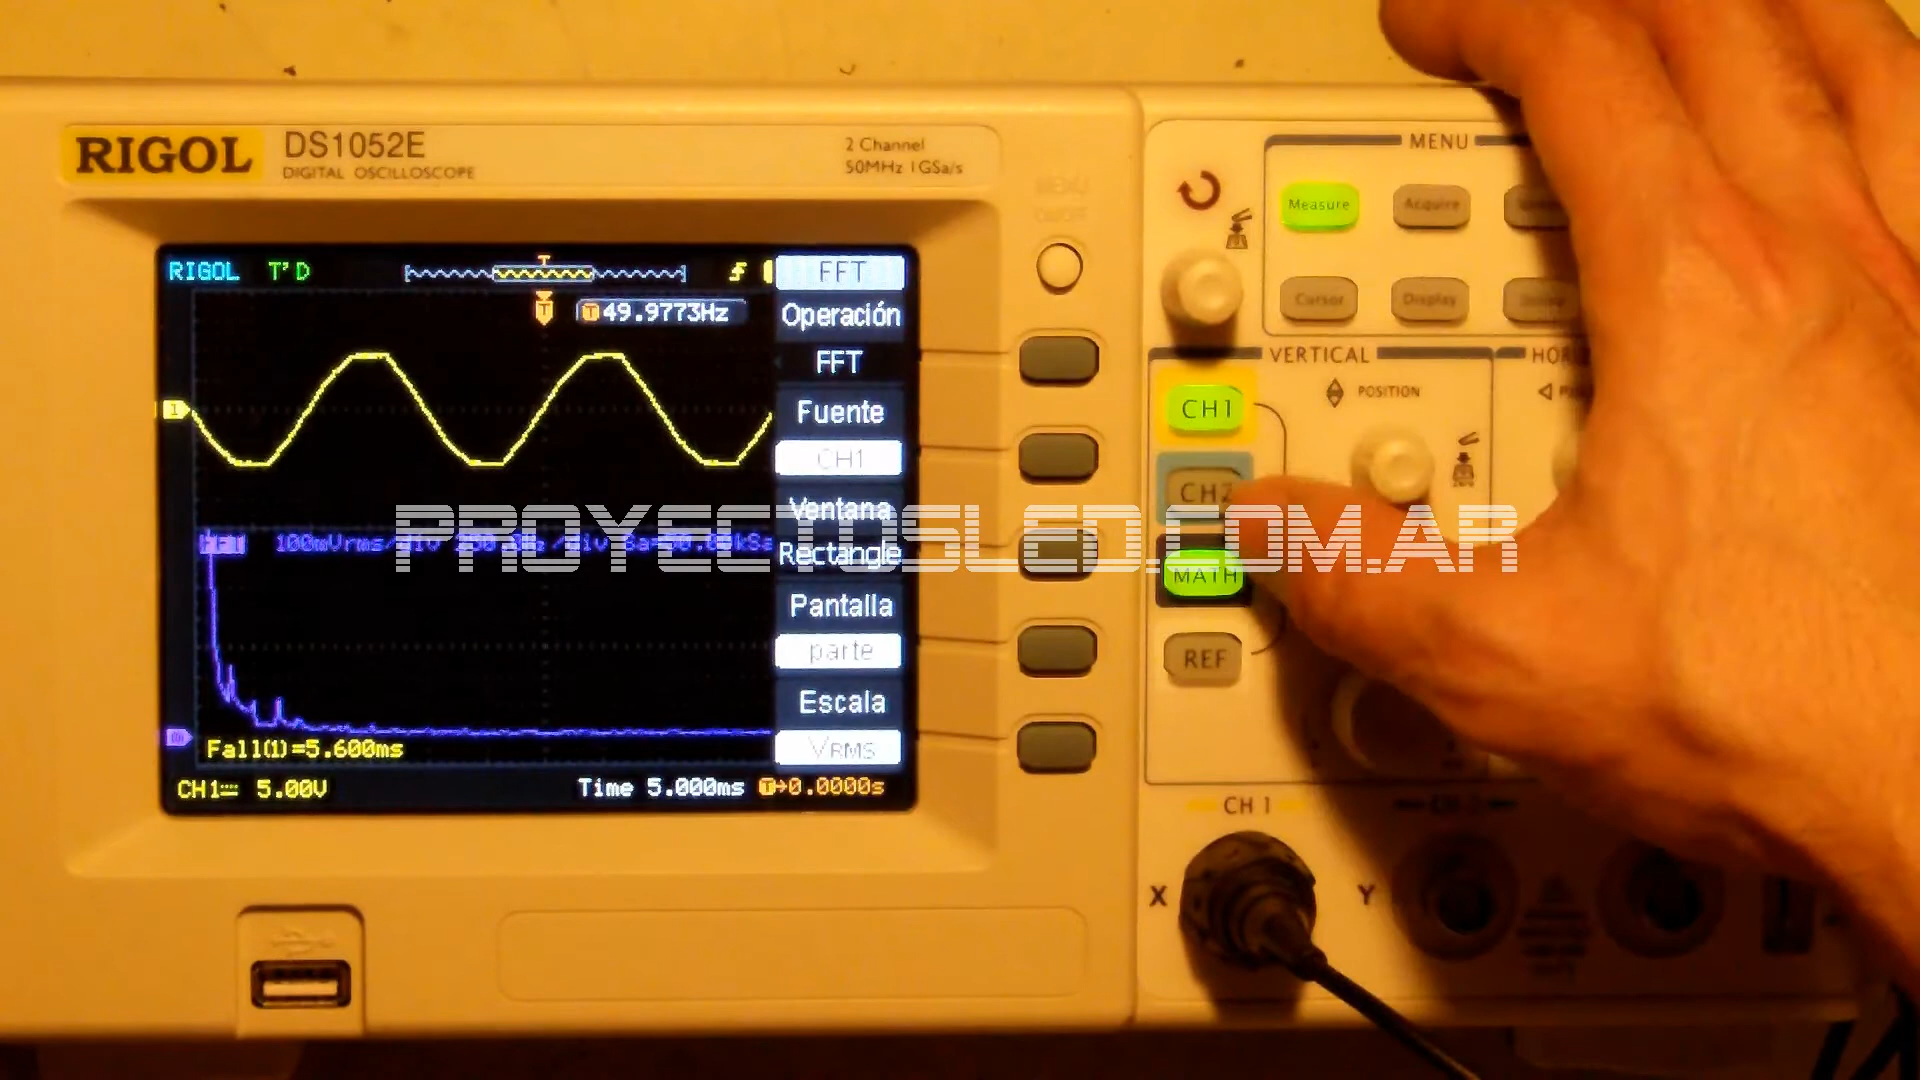 RIGOL DS1052E
DIGITAL OSCILLOSCOPE
2 Channel
50MHz 1GSa/s
RIGOL T'D
T
T
T 49.9773Hz
1
FFT
Operación
FFT
Fuente
CH1
Ventana
Rectangle
Pantalla
parte
Escala
VRMS
100mVrms/div
Fall(1)=5.600ms
CH1 5.00V
Time 5.000ms T→0.0000s
MENU
Measure
Acquire
Cursor
Display
VERTICAL
POSITION
CH1
CH2
MATH
REF
CH 1
X
Y
PROYECTOSLED.COM.AR